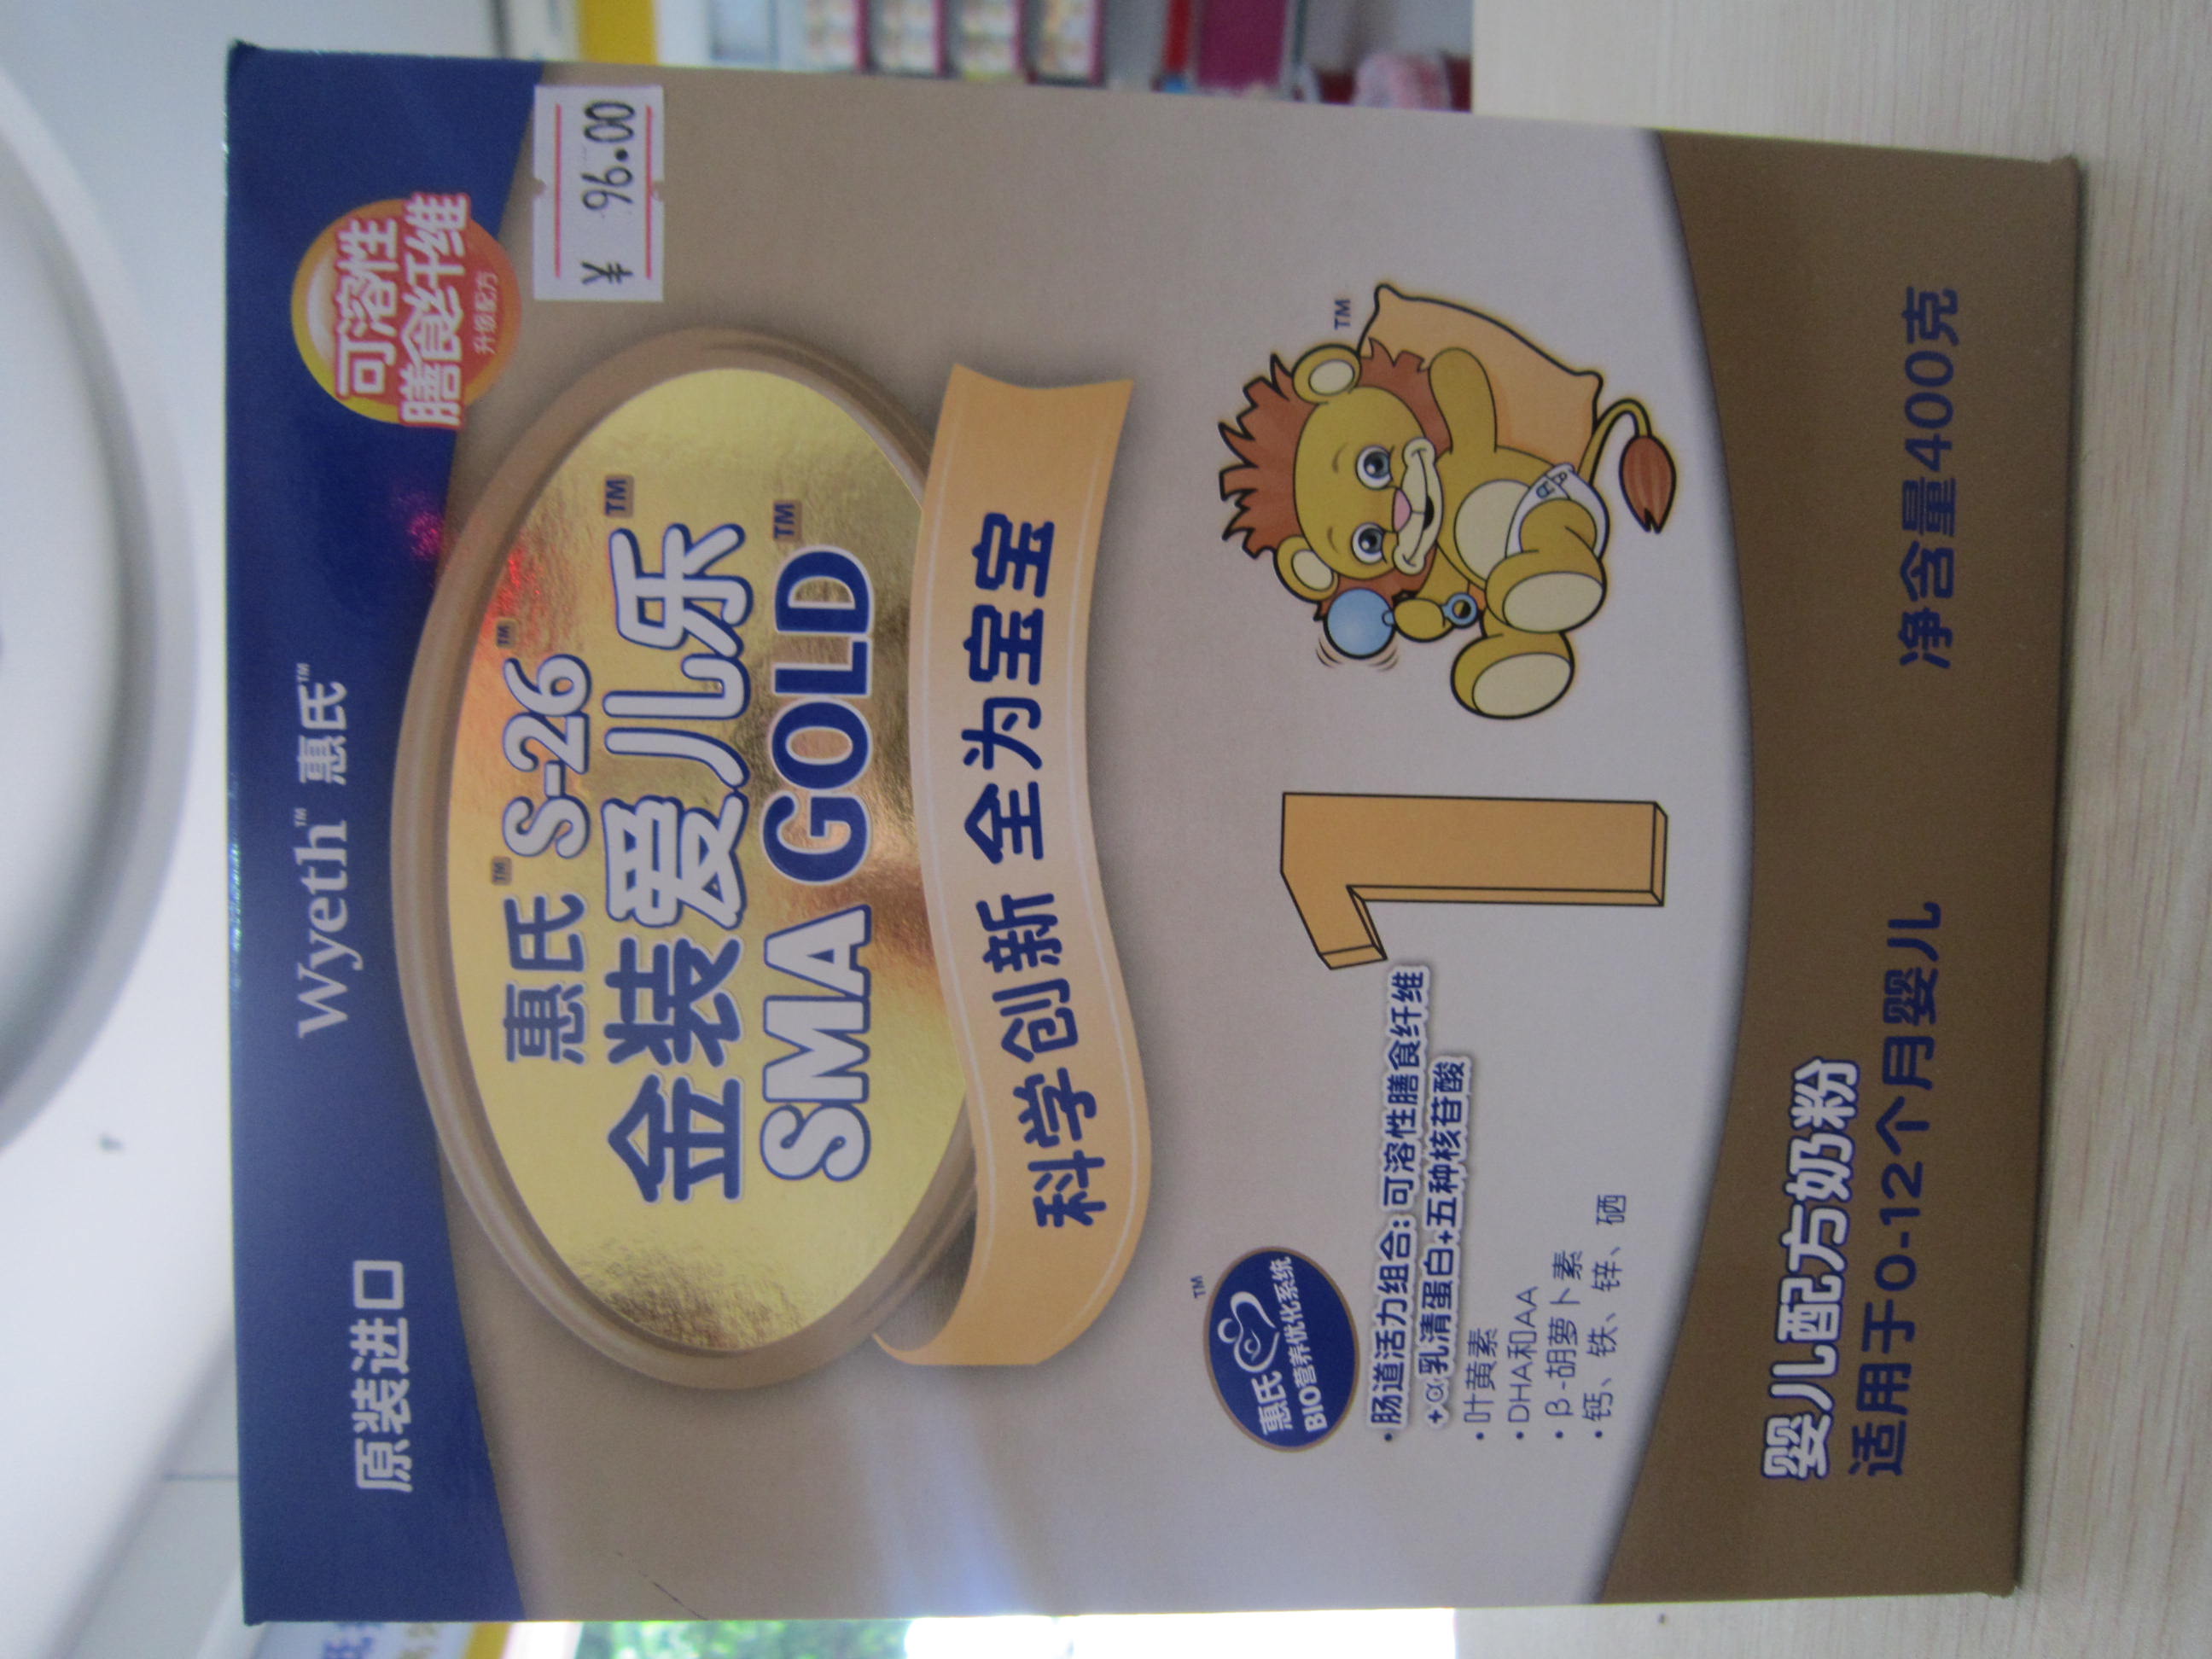 Wyeth™ 惠氏™
原装进口
可溶性
膳食纤维
升级配方
¥ 96.00
惠氏™ S-26™
金装爱儿乐™
SMA GOLD™
科学创新 全为宝宝
™
惠氏
BIO营养优化系统
·肠道活力组合:可溶性膳食纤维
+α乳清蛋白+五种核苷酸
·叶黄素
·DHA和AA
·β-胡萝卜素
·钙、铁、锌、硒
1
™
婴儿配方奶粉
适用于0-12个月婴儿
净含量400克